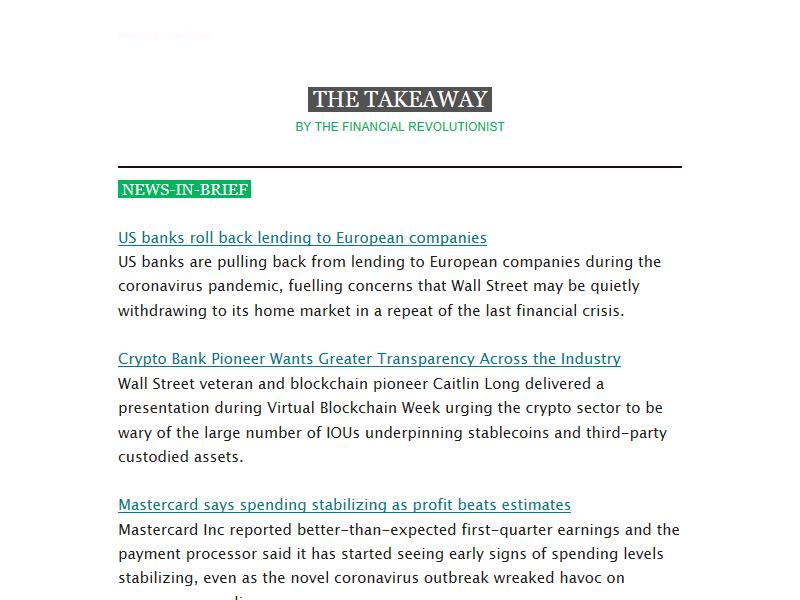 THE TAKEAWAY
BY THE FINANCIAL REVOLUTIONIST
NEWS-IN-BRIEF
US banks roll back lending to European companies
US banks are pulling back from lending to European companies during the
coronavirus pandemic, fuelling concerns that Wall Street may be quietly
withdrawing to its home market in a repeat of the last financial crisis.
Crypto Bank Pioneer Wants Greater Transparency Across the Industry
Wall Street veteran and blockchain pioneer Caitlin Long delivered a
presentation during Virtual Blockchain Week urging the crypto sector to be
wary of the large number of IOUs underpinning stablecoins and third-party
custodied assets.
Mastercard says spending stabilizing as profit beats estimates
Mastercard Inc reported better-than-expected first-quarter earnings and the
payment processor said it has started seeing early signs of spending levels
stabilizing, even as the novel coronavirus outbreak wreaked havoc on